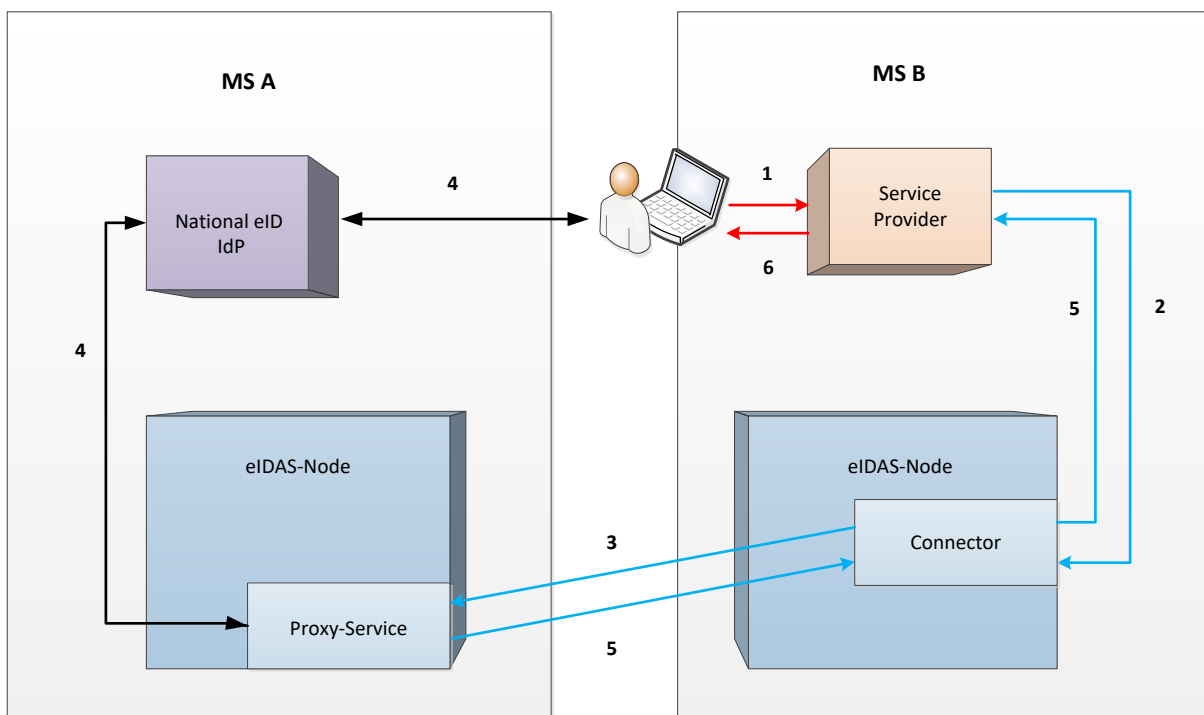 MS A
MS B
4
1
National eID
IdP
Service
Provider
6
5
2
4
eIDAS-Node
eIDAS-Node
3
Connector
Proxy-Service
5